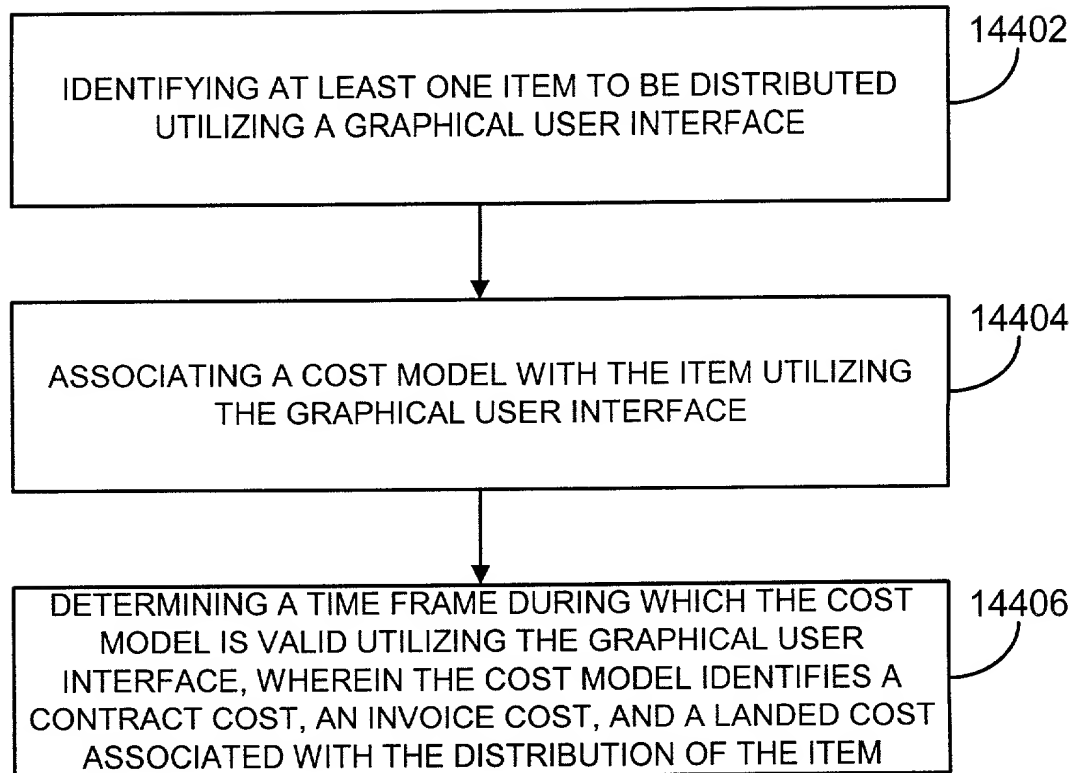 14402
IDENTIFYING AT LEAST ONE ITEM TO BE DISTRIBUTED
UTILIZING A GRAPHICAL USER INTERFACE
14404
ASSOCIATING A COST MODEL WITH THE ITEM UTILIZING
THE GRAPHICAL USER INTERFACE
14406
DETERMINING A TIME FRAME DURING WHICH THE COST
MODEL IS VALID UTILIZING THE GRAPHICAL USER
INTERFACE, WHEREIN THE COST MODEL IDENTIFIES A
CONTRACT COST, AN INVOICE COST, AND A LANDED COST
ASSOCIATED WITH THE DISTRIBUTION OF THE ITEM